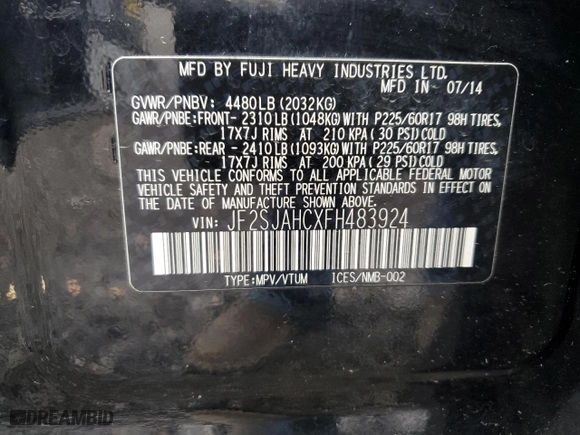 MFD BY FUJI HEAVY INDUSTRIES LTD.
MFD IN 07/14
GVWR/PNBV: 4480LB(2032KG)
GAWR/PNBE:FRONT-2310LB(1048KG)WITH P225/60R17 98H TIRES,
17X7J RIMS AT 210 KPA(30 PSI)COLD
GAWR/PNBE:REAR -2410LB(1093KG)WITH P225/60R17 98H TIRES,
17X7J RIMS AT 200 KPA(29 PSI)COLD
THIS VEHICLE CONFORMS TO ALL APPLICABLE FEDERAL MOTOR
VEHICLE SAFETY AND THEFT PREVENTION STANDARDS IN EFFECT ON
THE DATE OF MANUFACTURE SHOWN ABOVE.
VIN: JF2SJAHCXFH483924
TYPE:MPV/VTUM ICES/NMB-002
DREAMBID